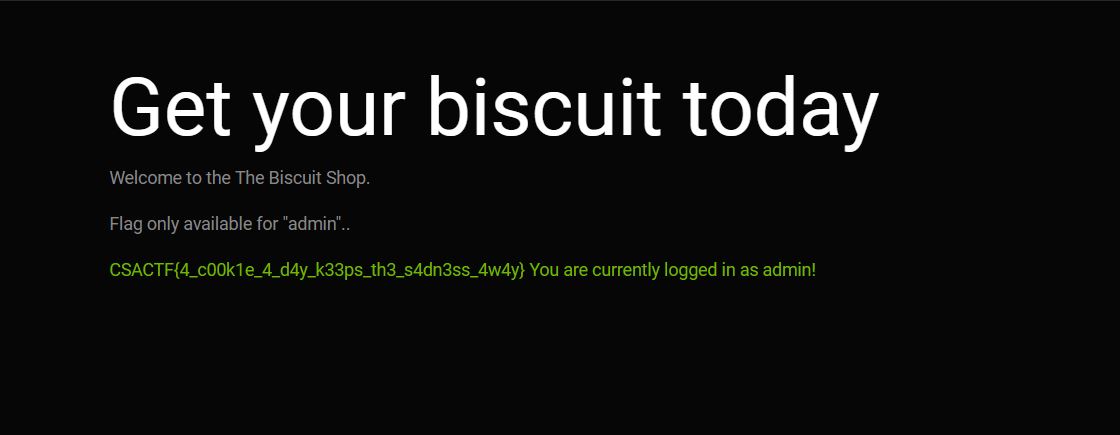 Get your biscuit today
Welcome to the The Biscuit Shop.
Flag only available for "admin"..
CSACTF{4_c00k1e_4_d4y_k33ps_th3_s4dn3ss_4w4y} You are currently logged in as admin!